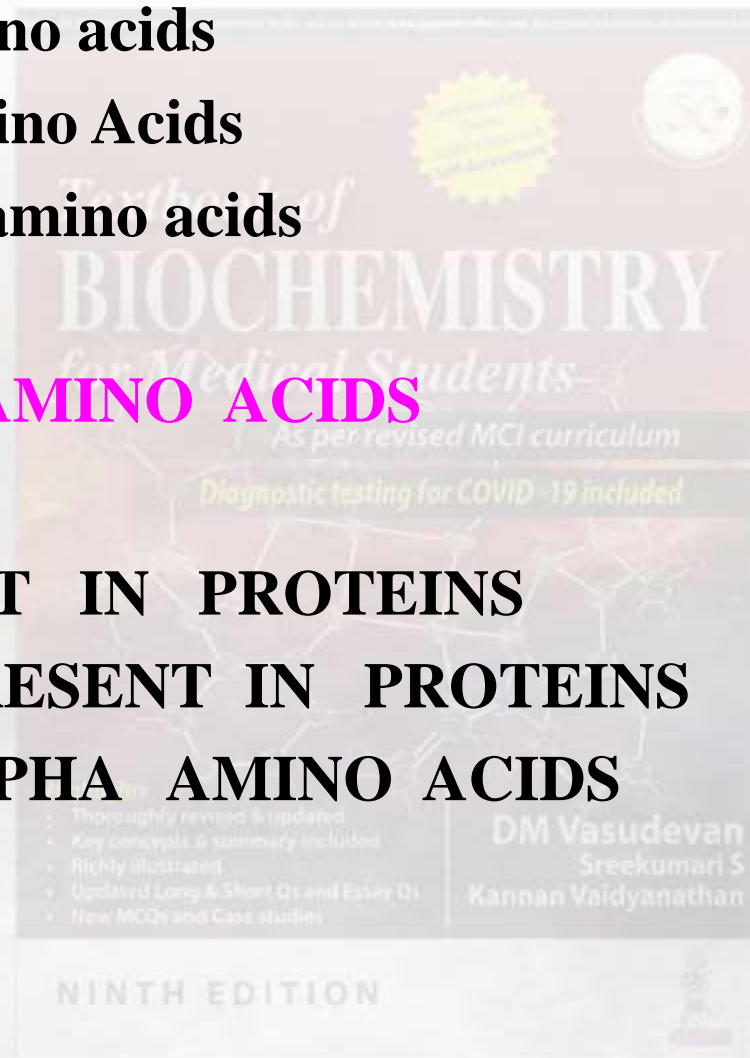 no acids
ino Acids
amino acids
Textbook of
BIOCHEMISTRY
for Medical Students
AMINO ACIDS
As per revised MCI curriculum
Diagnostic testing for COVID -19 included
T IN PROTEINS
RESENT IN PROTEINS
PHA AMINO ACIDS
• Thoroughly revised & updated
• Key concepts & summary included
• Richly illustrated
• Updated Long & Short Qs and Essay Qs
• New MCQs and Case studies
DM Vasudevan
Sreekumari S
Kannan Vaidyanathan
NINTH EDITION